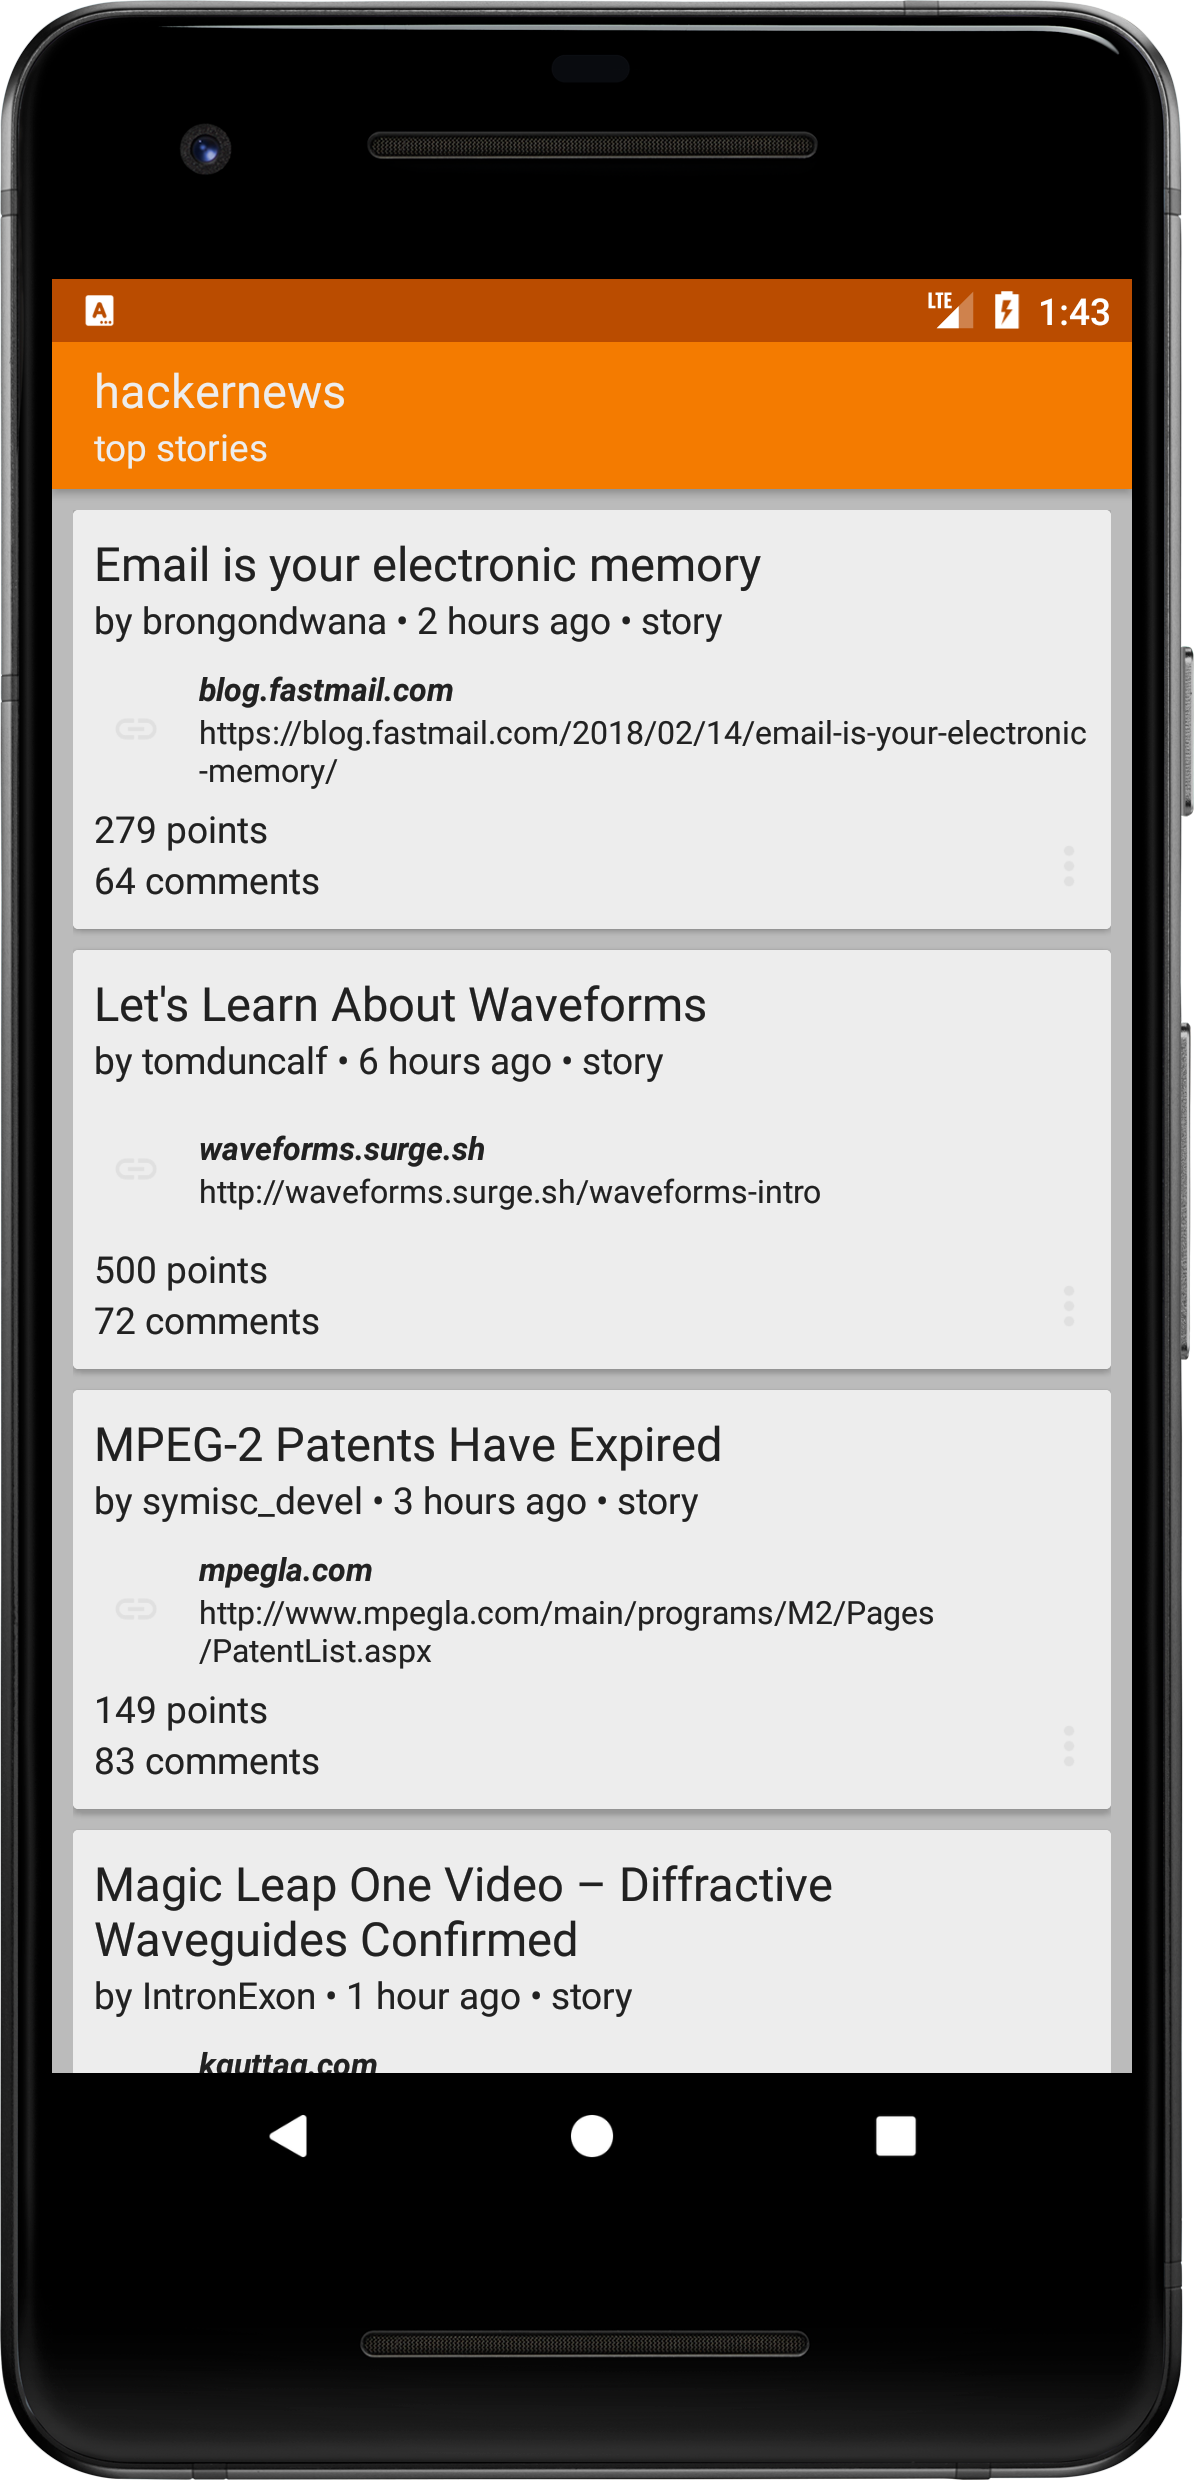 A
LTE
1:43
hackernews
top stories
Email is your electronic memory
by brongondwana • 2 hours ago • story
blog.fastmail.com
https://blog.fastmail.com/2018/02/14/email-is-your-electronic
-memory/
279 points
64 comments
Let's Learn About Waveforms
by tomduncalf • 6 hours ago • story
waveforms.surge.sh
http://waveforms.surge.sh/waveforms-intro
500 points
72 comments
MPEG-2 Patents Have Expired
by symisc_devel • 3 hours ago • story
mpegla.com
http://www.mpegla.com/main/programs/M2/Pages
/PatentList.aspx
149 points
83 comments
Magic Leap One Video – Diffractive
Waveguides Confirmed
by IntronExon • 1 hour ago • story
kguttag.com